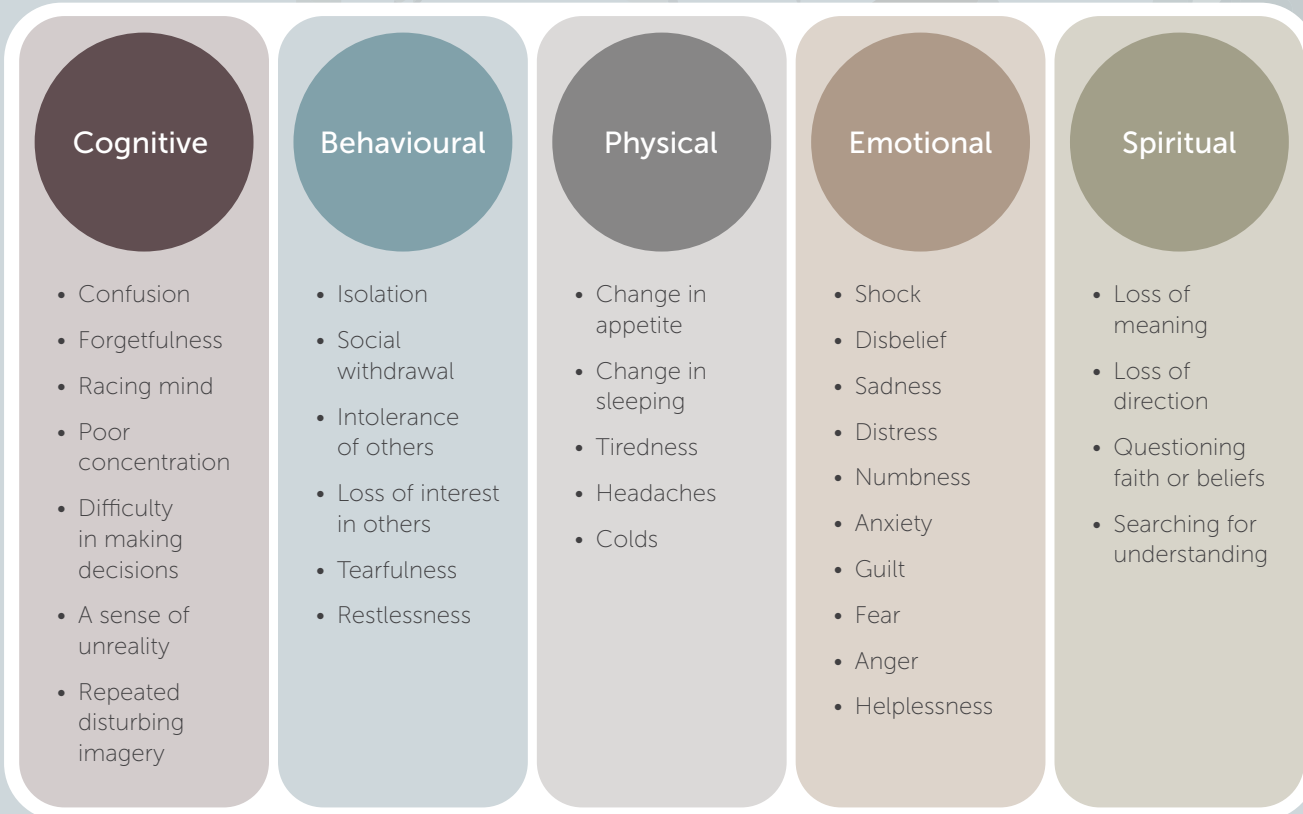 Cognitive
• Confusion
• Forgetfulness
• Racing mind
• Poor
concentration
• Difficulty
in making
decisions
• A sense of
unreality
• Repeated
disturbing
imagery
Behavioural
• Isolation
• Social
withdrawal
• Intolerance
of others
• Loss of interest
in others
• Tearfulness
• Restlessness
Physical
• Change in
appetite
• Change in
sleeping
• Tiredness
• Headaches
• Colds
Emotional
• Shock
• Disbelief
• Sadness
• Distress
• Numbness
• Anxiety
• Guilt
• Fear
• Anger
• Helplessness
Spiritual
• Loss of
meaning
• Loss of
direction
• Questioning
faith or beliefs
• Searching for
understanding